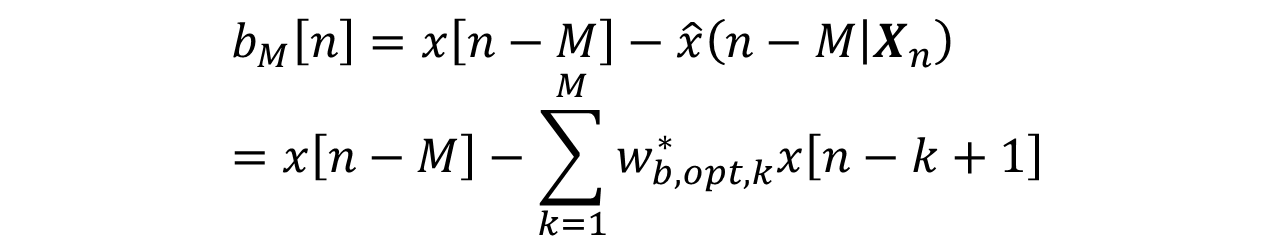 b_M[n] = x[n − M] − x̂(n − M|X_n)
= x[n − M] − ∑_{k=1}^{M} w^*_{b,opt,k} x[n − k + 1]